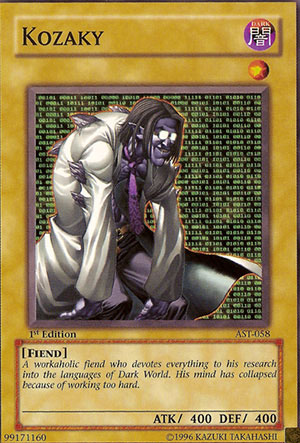 KOZAKY
DARK
闇
1st Edition
AST-058
[FIEND]
A workaholic fiend who devotes everything to his research
into the languages of Dark World. His mind has collapsed
because of working too hard.
ATK/ 400 DEF/ 400
99171160
©1996 KAZUKI TAKAHASHI